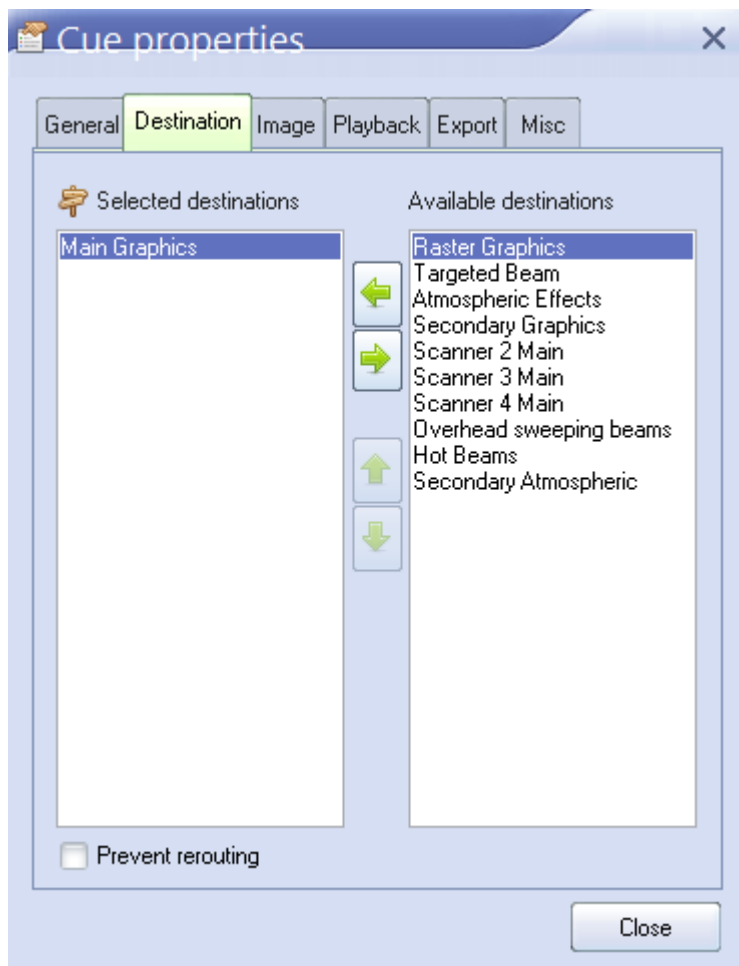 Cue properties
General Destination Image Playback Export Misc
Selected destinations
Main Graphics
Available destinations
Raster Graphics
Targeted Beam
Atmospheric Effects
Secondary Graphics
Scanner 2 Main
Scanner 3 Main
Scanner 4 Main
Overhead sweeping beams
Hot Beams
Secondary Atmospheric
Prevent rerouting
Close